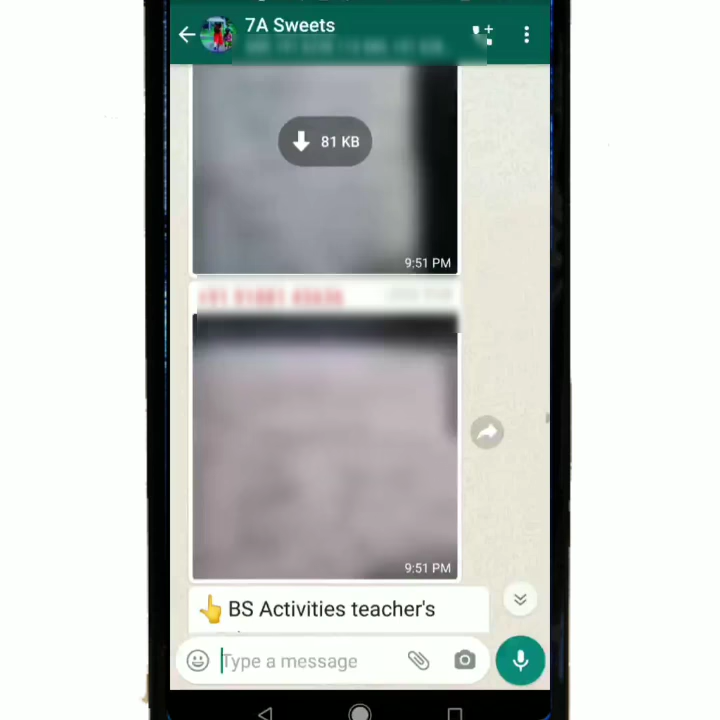 7A Sweets
81 KB
9:51 PM
9:51 PM
👆 BS Activities teacher's
Type a message